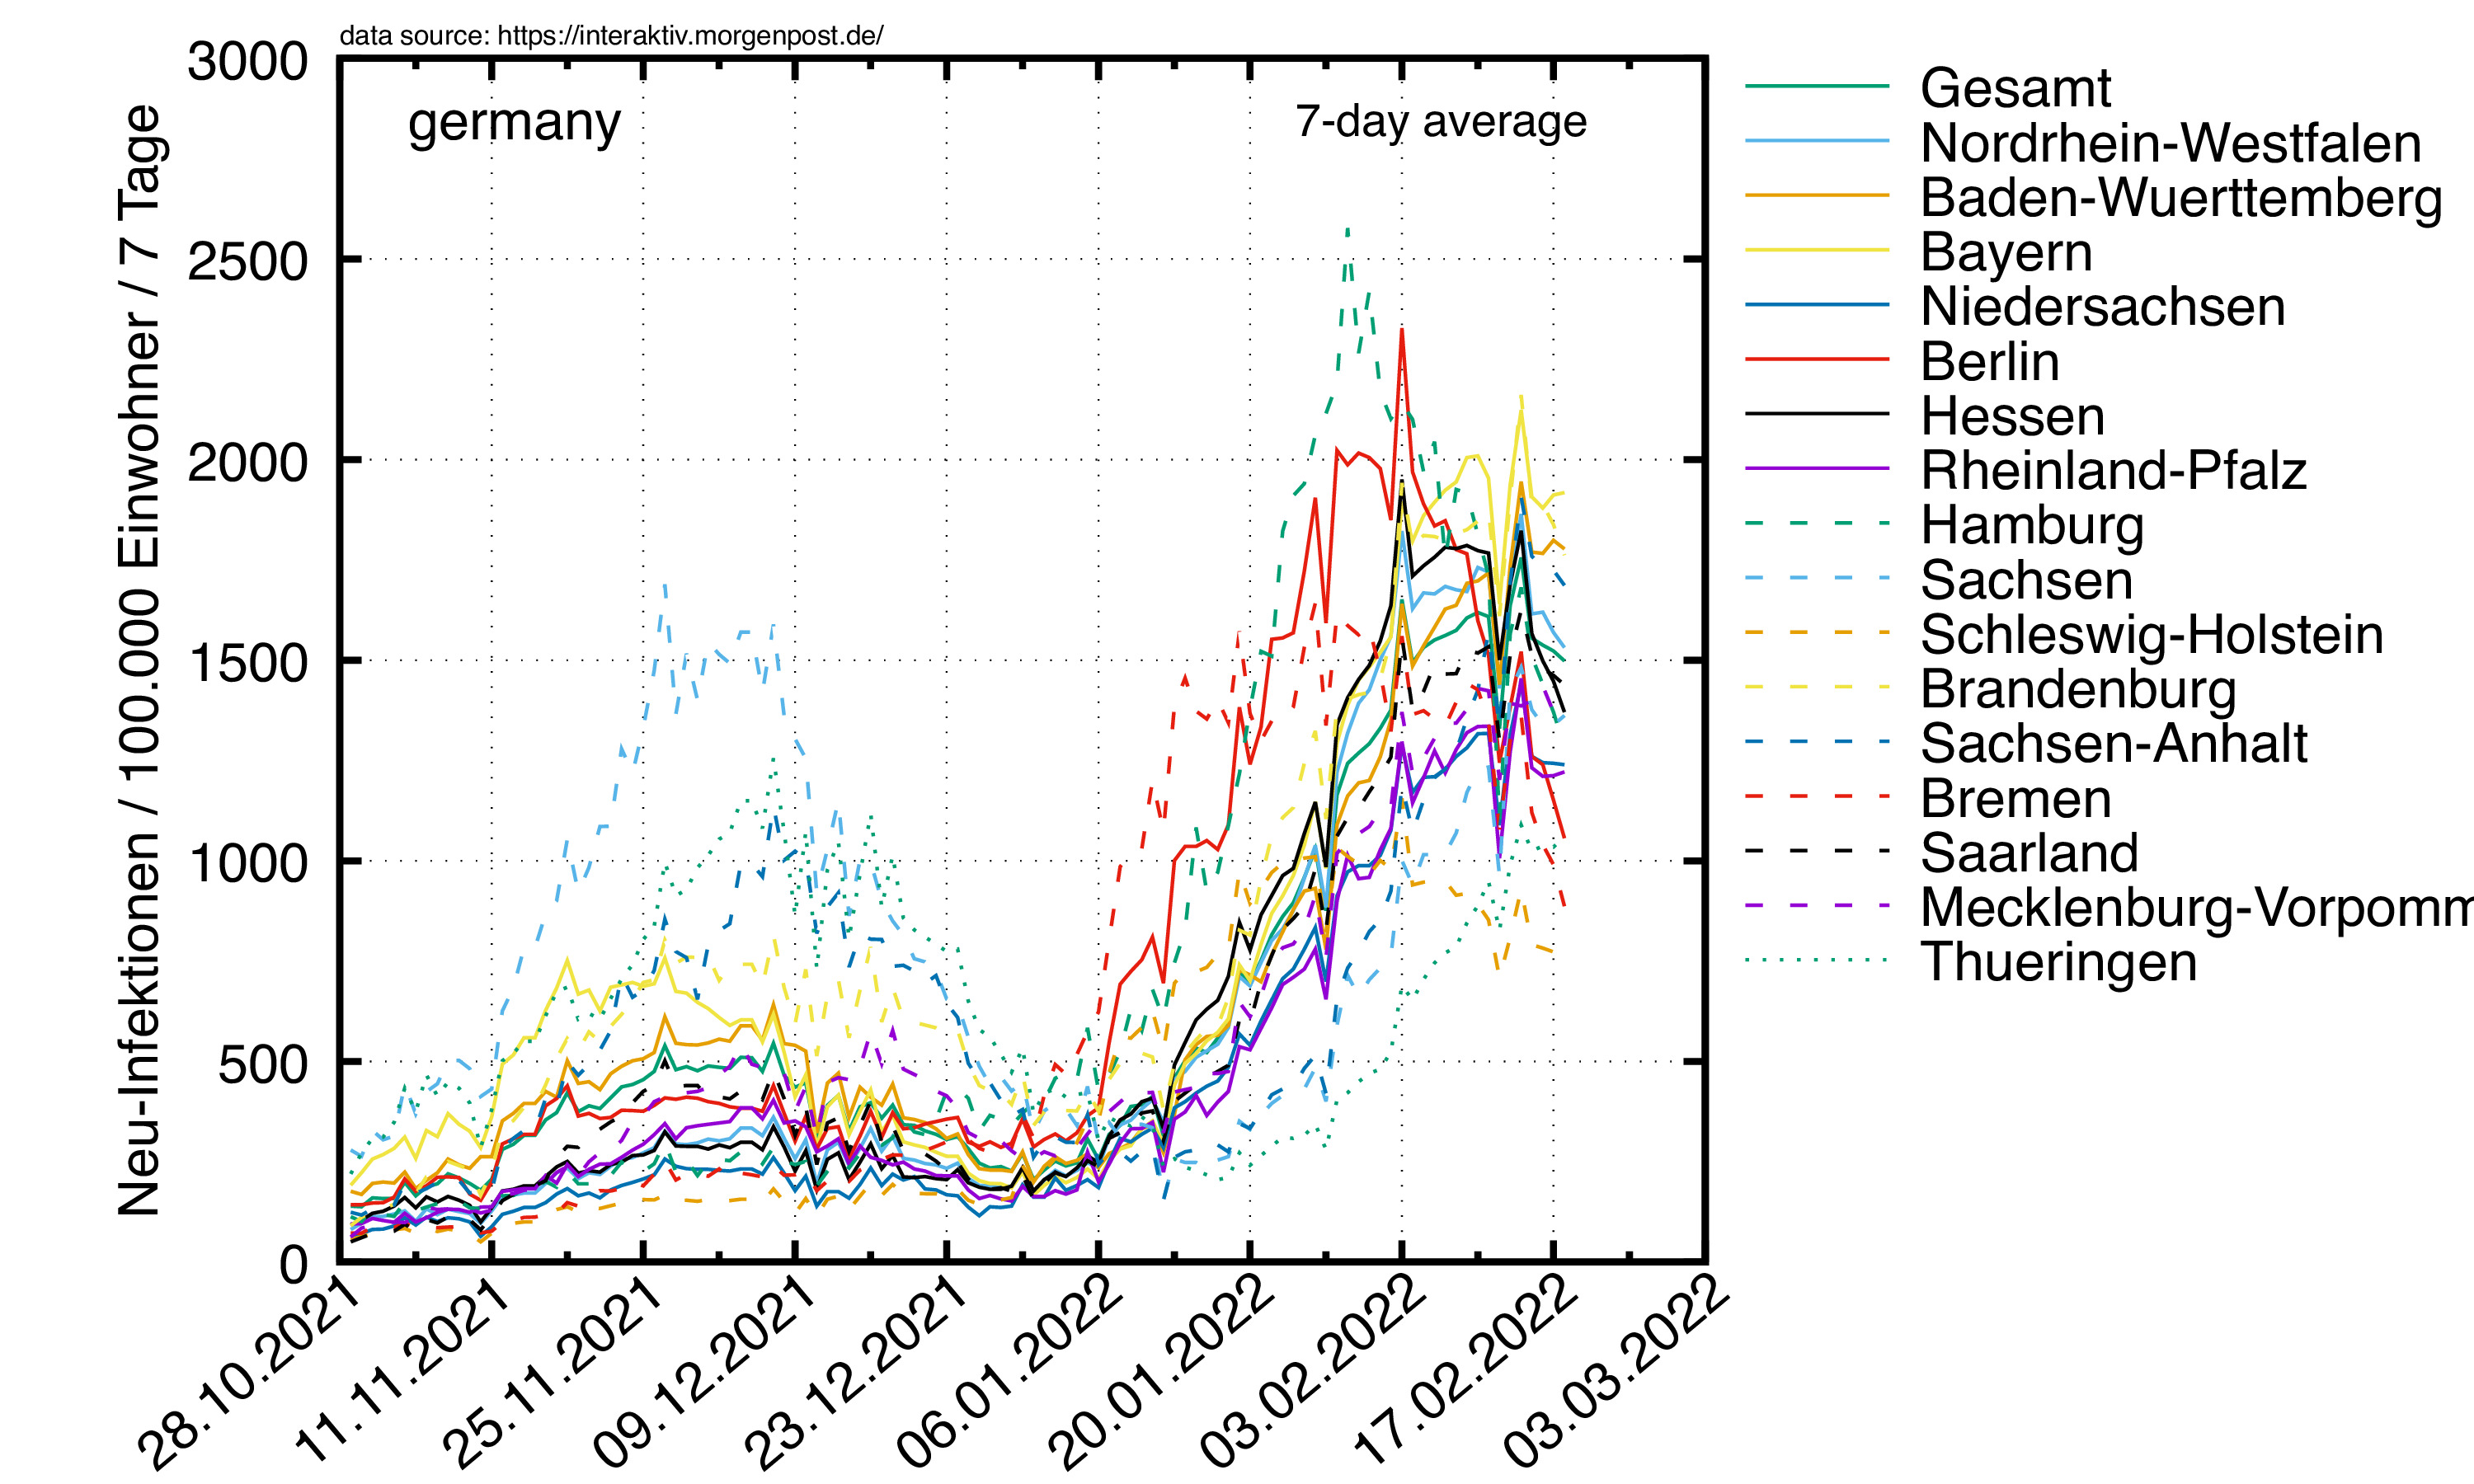 data source: https://interaktiv.morgenpost.de/
germany
7-day average
Neu-Infektionen / 100.000 Einwohner / 7 Tage
3000
2500
2000
1500
1000
500
0
28.10.2021
11.11.2021
25.11.2021
09.12.2021
23.12.2021
06.01.2022
20.01.2022
03.02.2022
17.02.2022
03.03.2022
Gesamt
Nordrhein-Westfalen
Baden-Wuerttemberg
Bayern
Niedersachsen
Berlin
Hessen
Rheinland-Pfalz
Hamburg
Sachsen
Schleswig-Holstein
Brandenburg
Sachsen-Anhalt
Bremen
Saarland
Mecklenburg-Vorpomm
Thueringen